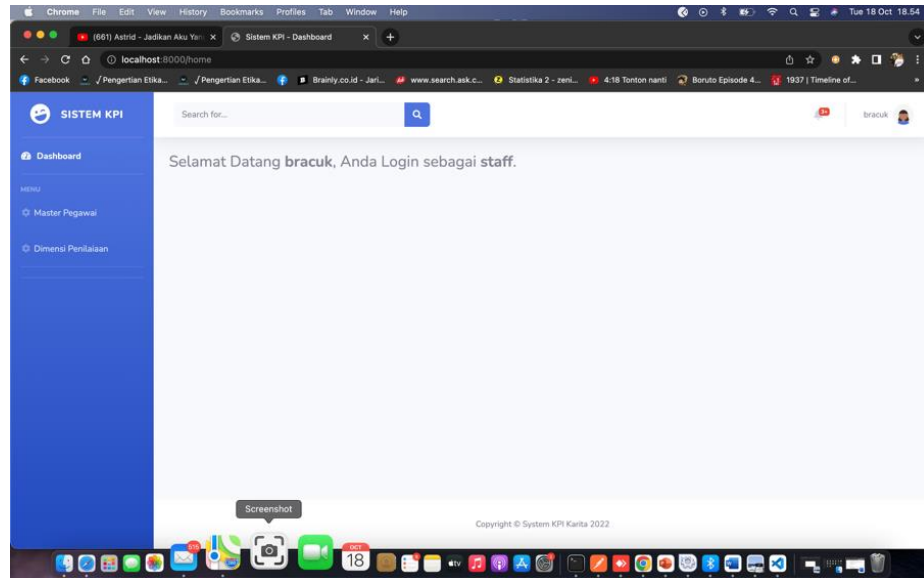 Chrome File Edit View History Bookmarks Profiles Tab Window Help Tue 18 Oct 18.54
(661) Astrid - Jadikan Aku Yan
Sistem KPI - Dashboard
localhost:8000/home
Facebook
√ Pengertian Etika...
√ Pengertian Etika...
Brainly.co.id - Jari...
www.search.ask.c...
Statistika 2 - zeni...
4:18 Tonton nanti
Boruto Episode 4...
1937 | Timeline of...
SISTEM KPI
Search for...
3+
bracuk
Dashboard
Selamat Datang bracuk, Anda Login sebagai staff.
MENU
Master Pegawai
Dimensi Penilaiaan
Screenshot
Copyright © System KPI Karita 2022
OCT
18
tv